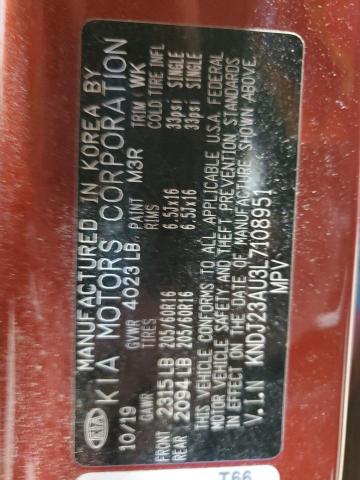 MANUFACTURED IN KOREA BY
KIA KIA MOTORS CORPORATION
10/19 GVWR 4023 LB PAINT M3R TRIM WK
GAWR TIRES RIMS COLD TIRE INFL
FRONT 2315 LB 205/60R16 6.5JX16 33psi SINGLE
REAR 2094 LB 205/60R16 6.5JX16 33psi SINGLE
THIS VEHICLE CONFORMS TO ALL APPLICABLE U.S.A. FEDERAL
MOTOR VEHICLE SAFETY AND THEFT PREVENTION STANDARDS
IN EFFECT ON THE DATE OF MANUFACTURE SHOWN ABOVE.
V.I.N KNDJ23AU3L7108951
MPV
T66